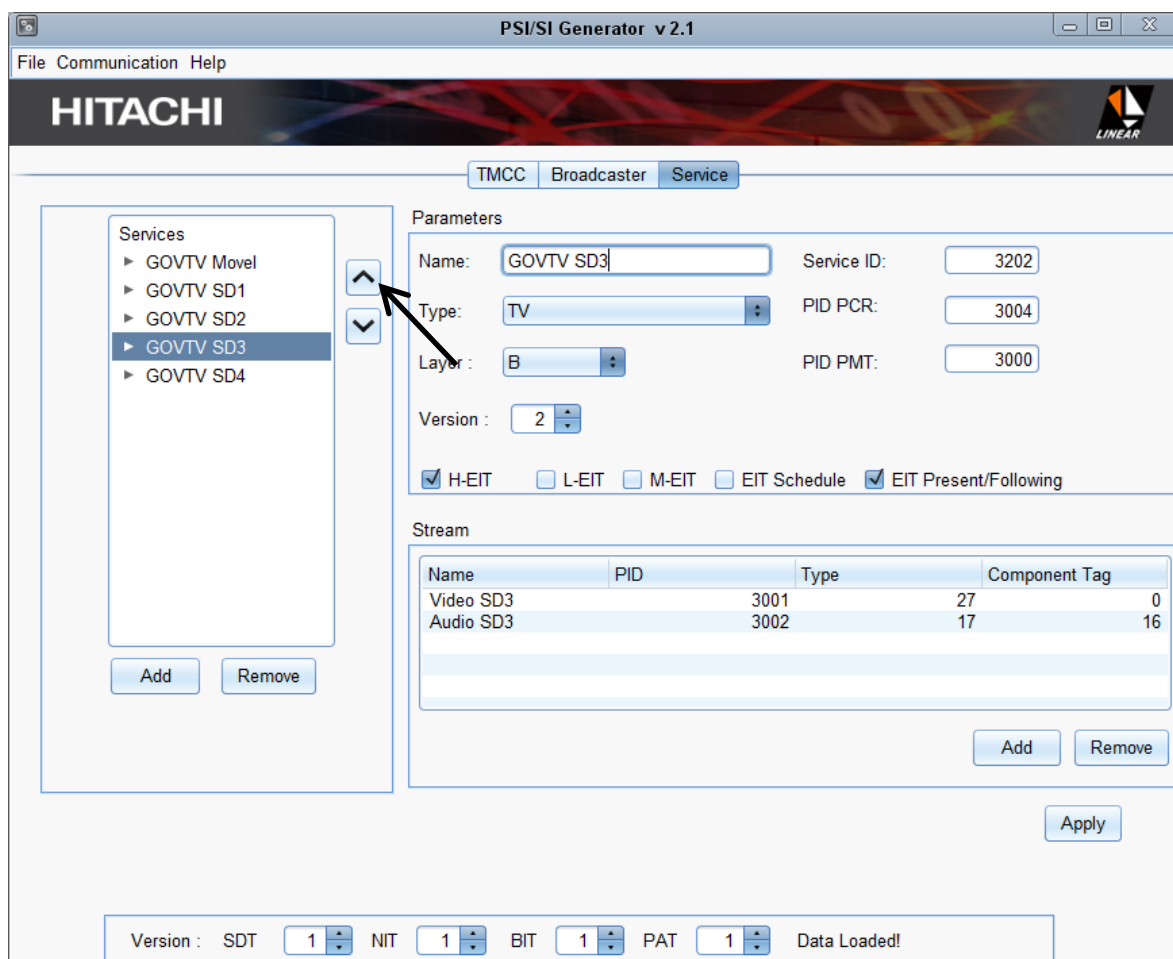 PSI/SI Generator v 2.1
File Communication Help
HITACHI
LINEAR
TMCC Broadcaster Service
Services
GOVTV Movel
GOVTV SD1
GOVTV SD2
GOVTV SD3
GOVTV SD4
Add Remove
Parameters
Name: GOVTV SD3 Service ID: 3202
Type: TV PID PCR: 3004
Layer : B PID PMT: 3000
Version : 2
H-EIT L-EIT M-EIT EIT Schedule EIT Present/Following
Stream
Name PID Type Component Tag
Video SD3 3001 27 0
Audio SD3 3002 17 16
Add Remove
Apply
Version : SDT 1 NIT 1 BIT 1 PAT 1 Data Loaded!